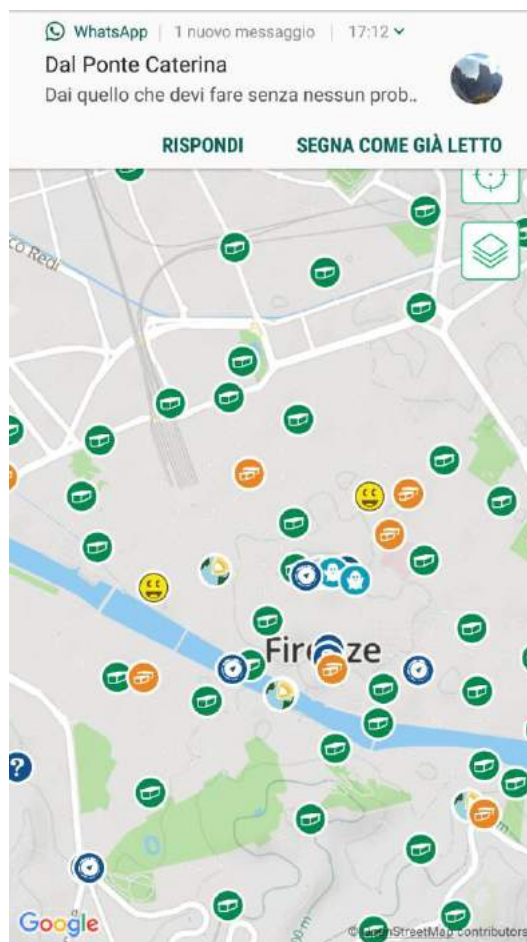 WhatsApp | 1 nuovo messaggio | 17:12
Dal Ponte Caterina
Dai quello che devi fare senza nessun prob..
RISPONDI SEGNA COME GIÀ LETTO
co Redi
Firenze
?
Google
© OpenStreetMap contributors